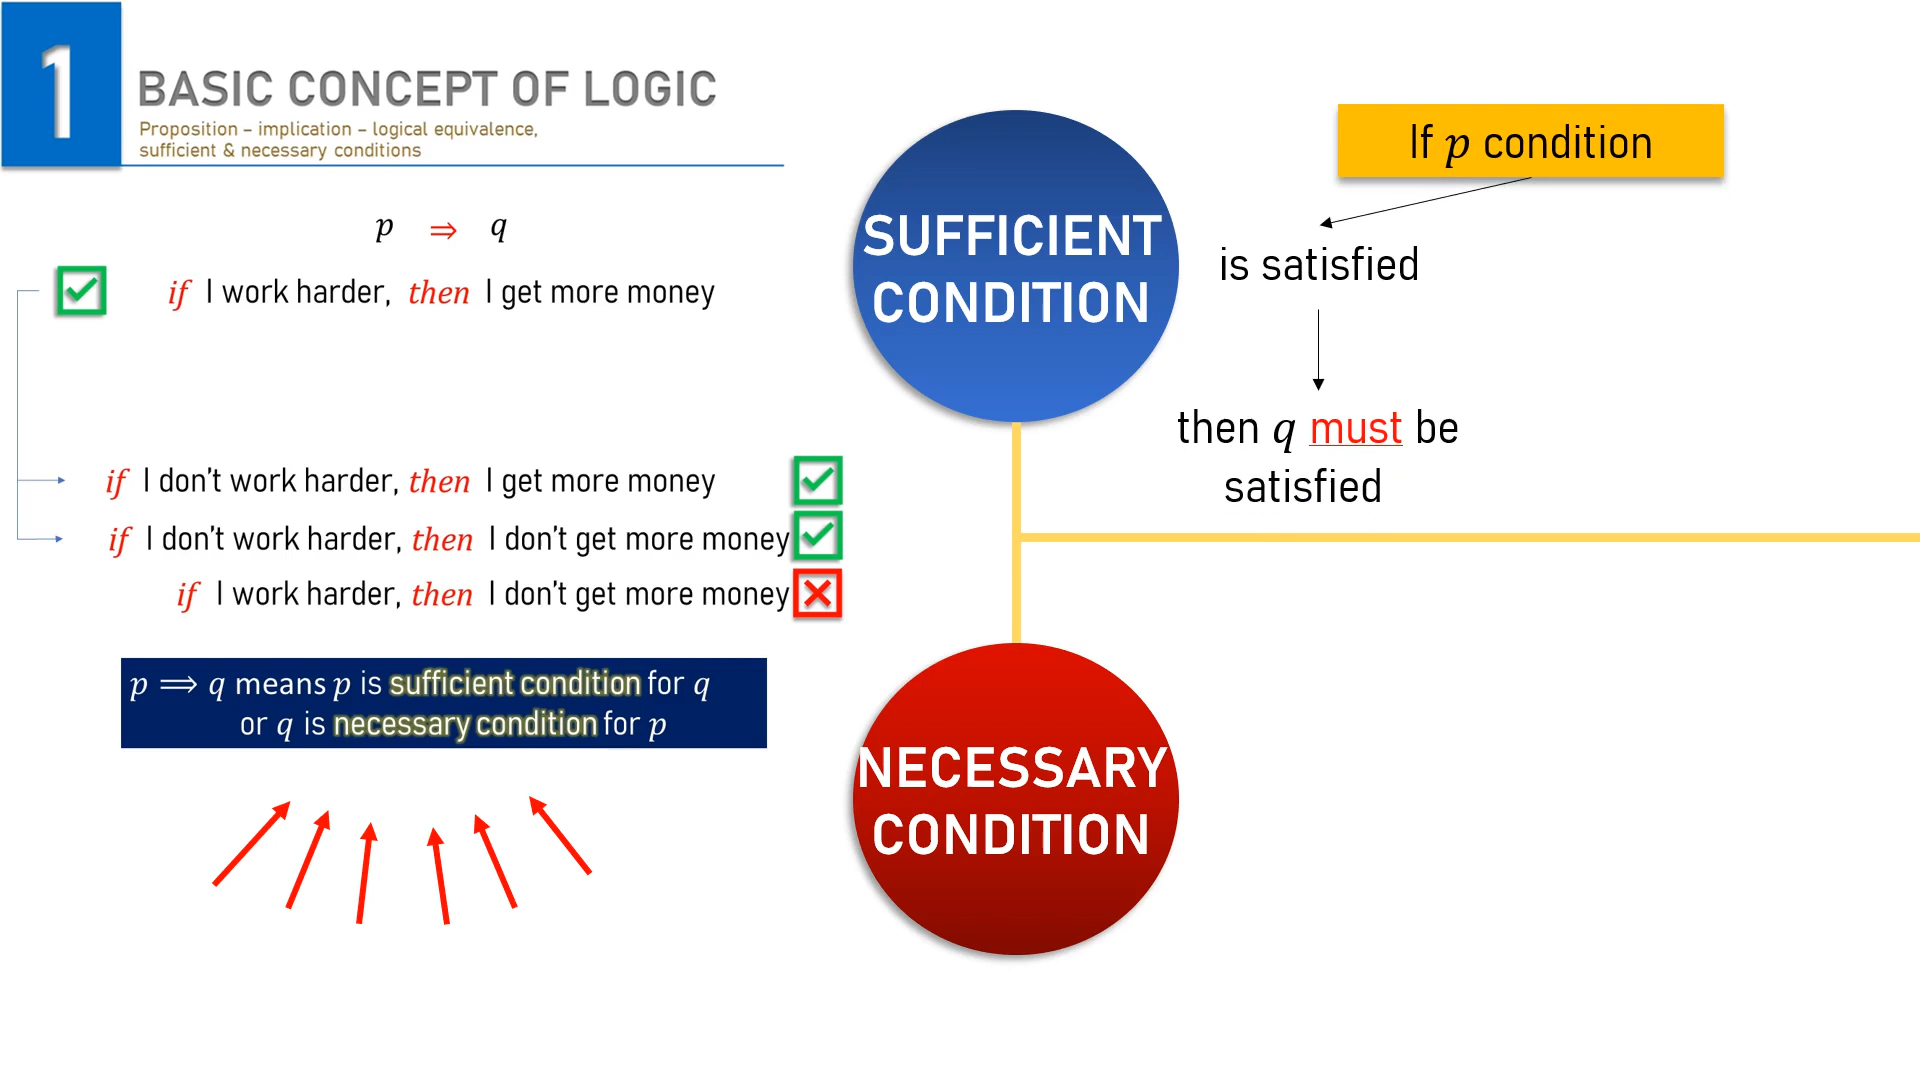 1
BASIC CONCEPT OF LOGIC
Proposition – implication – logical equivalence,
sufficient & necessary conditions
p ⇒ q
if I work harder, then I get more money
if I don't work harder, then I get more money
if I don't work harder, then I don't get more money
if I work harder, then I don't get more money
p ⟹ q means p is sufficient condition for q
or q is necessary condition for p
SUFFICIENT
CONDITION
If p condition
is satisfied
then q must be
satisfied
NECESSARY
CONDITION